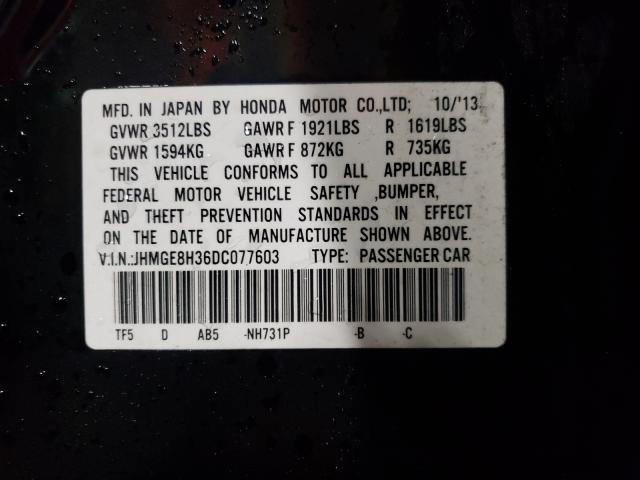 MFD. IN JAPAN BY HONDA MOTOR CO.,LTD; 10/'13
GVWR 3512LBS GAWR F 1921LBS R 1619LBS
GVWR 1594KG GAWR F 872KG R 735KG
THIS VEHICLE CONFORMS TO ALL APPLICABLE
FEDERAL MOTOR VEHICLE SAFETY ,BUMPER,
AND THEFT PREVENTION STANDARDS IN EFFECT
ON THE DATE OF MANUFACTURE SHOWN ABOVE.
V.I.N.:JHMGE8H36DC077603 TYPE: PASSENGER CAR
TF5 D AB5 -NH731P -B -C